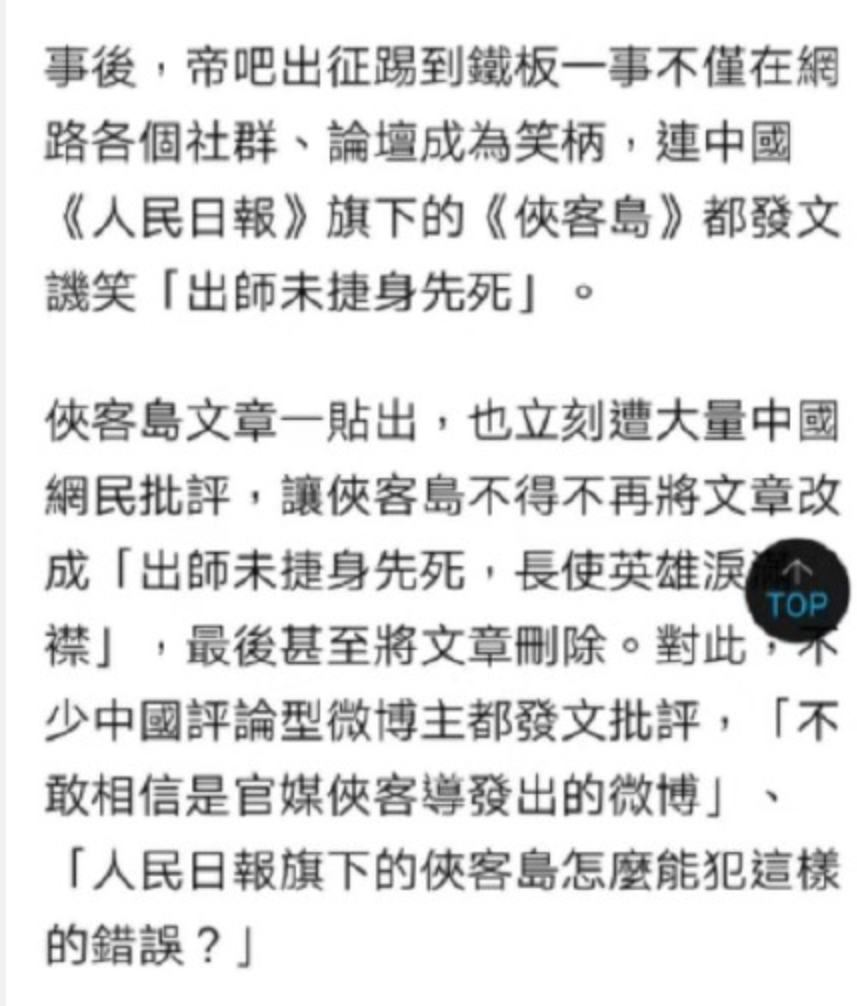 事後，帝吧出征踢到鐵板一事不僅在網
路各個社群、論壇成為笑柄，連中國
《人民日報》旗下的《俠客島》都發文
譏笑「出師未捷身先死」。
俠客島文章一貼出，也立刻遭大量中國
網民批評，讓俠客島不得不再將文章改
成「出師未捷身先死，長使英雄淚滿
↑
TOP
襟」，最後甚至將文章刪除。對此，不
少中國評論型微博主都發文批評，「不
敢相信是官媒俠客導發出的微博」、
「人民日報旗下的俠客島怎麼能犯這樣
的錯誤？」